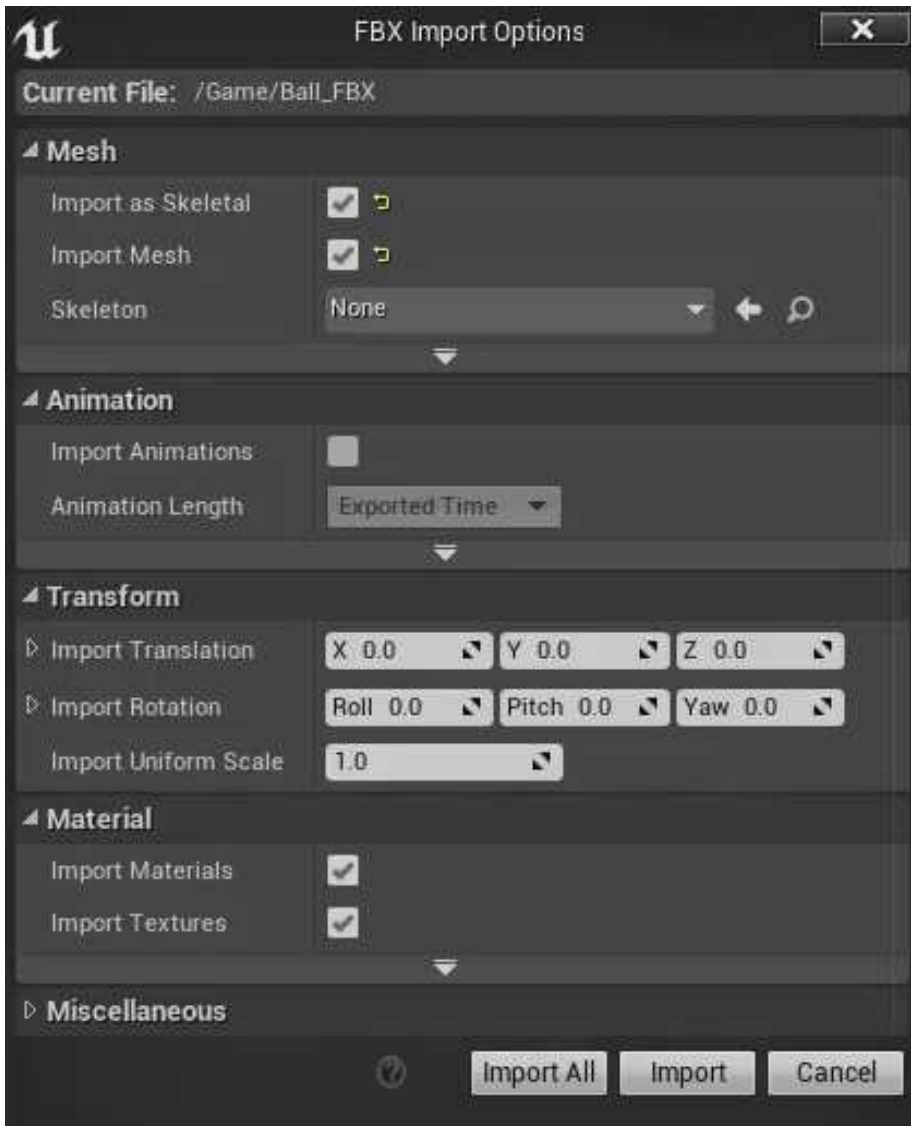 FBX Import Options
Current File: /Game/Ball_FBX
Mesh
Import as Skeletal
Import Mesh
Skeleton None
Animation
Import Animations
Animation Length Exported Time
Transform
Import Translation X 0.0 Y 0.0 Z 0.0
Import Rotation Roll 0.0 Pitch 0.0 Yaw 0.0
Import Uniform Scale 1.0
Material
Import Materials
Import Textures
Miscellaneous
? Import All Import Cancel